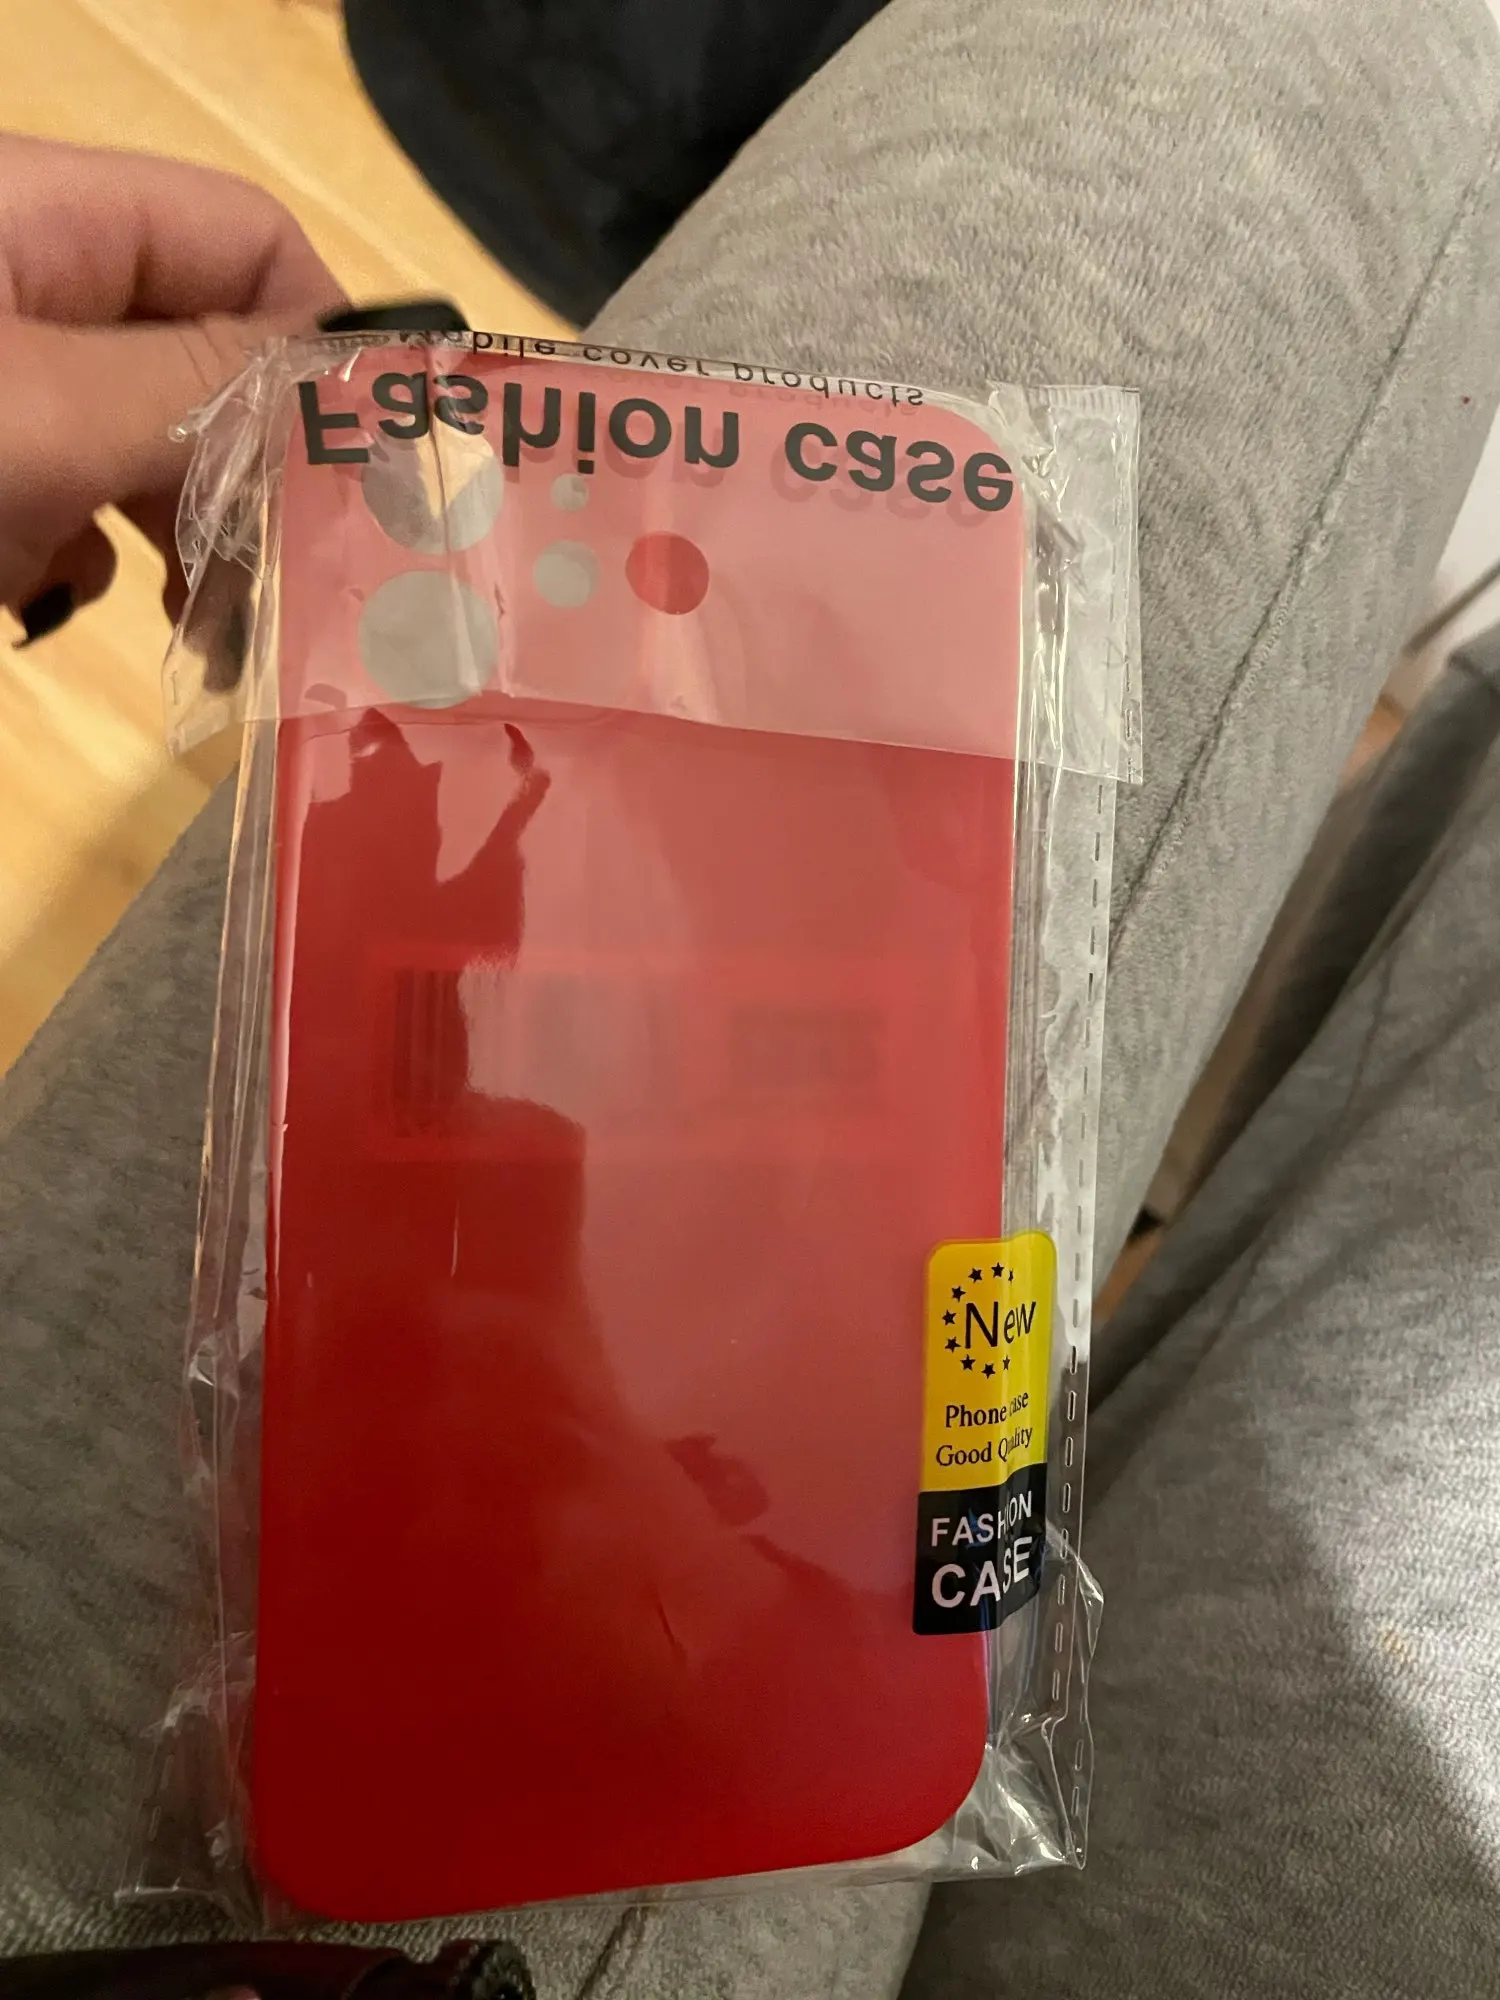 Mobile cover products
Fashion case
New
Phone case
Good Quality
FASHION
CASE